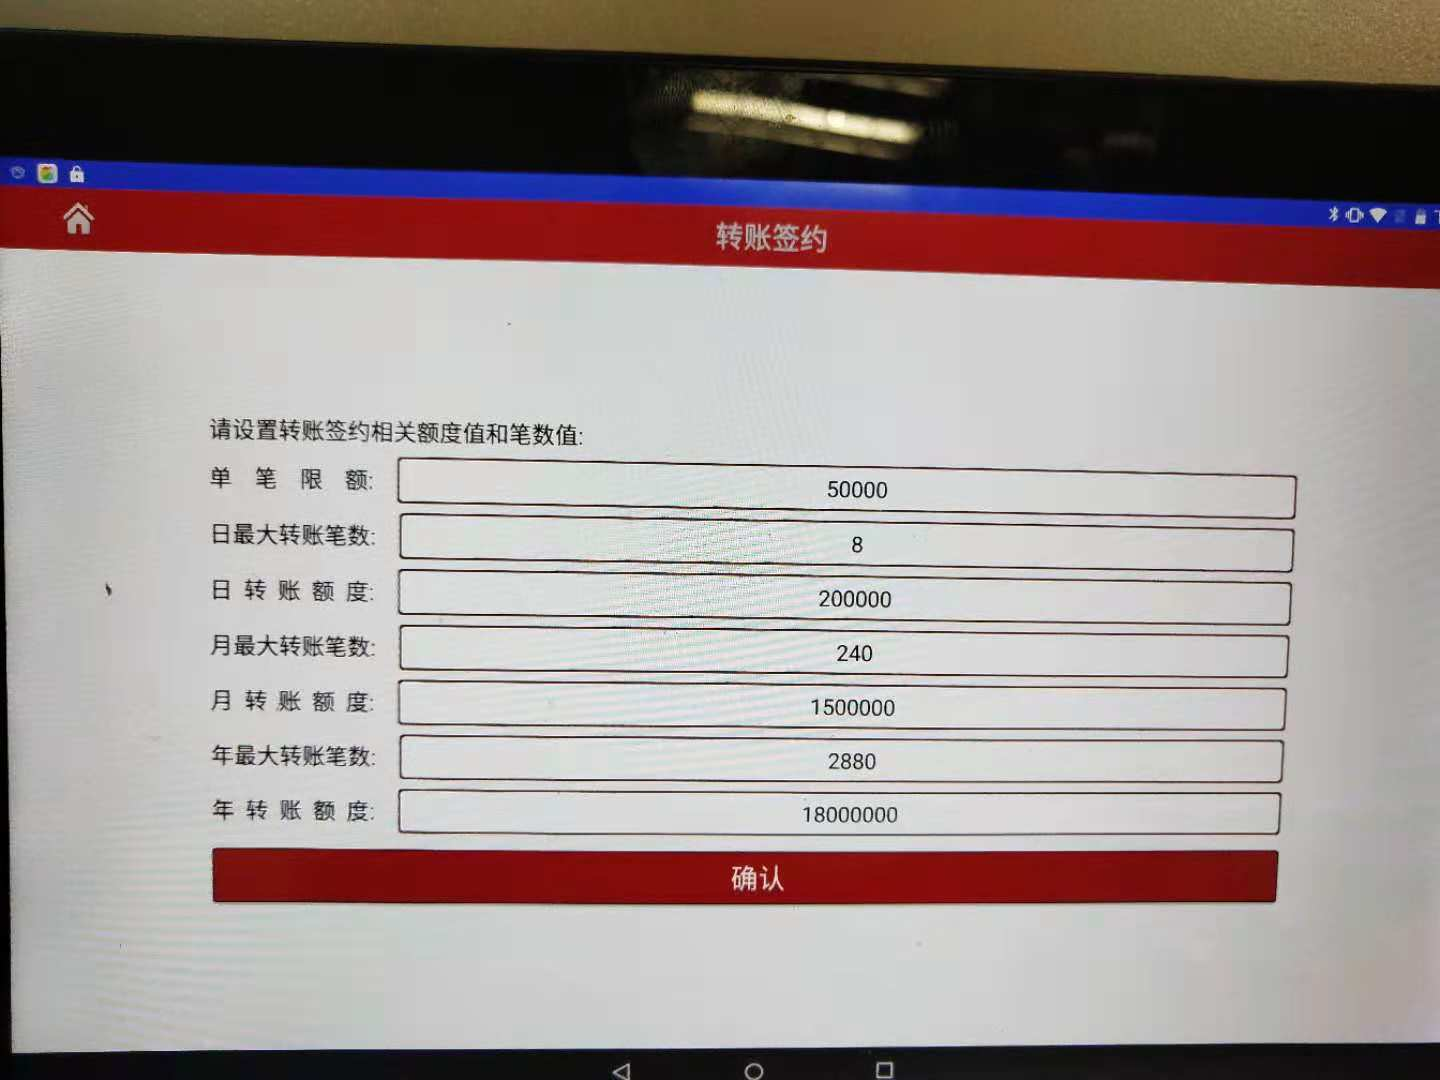 转账签约
请设置转账签约相关额度值和笔数值:
单笔限额: 50000
日最大转账笔数: 8
日转账额度: 200000
月最大转账笔数: 240
月转账额度: 1500000
年最大转账笔数: 2880
年转账额度: 18000000
确认